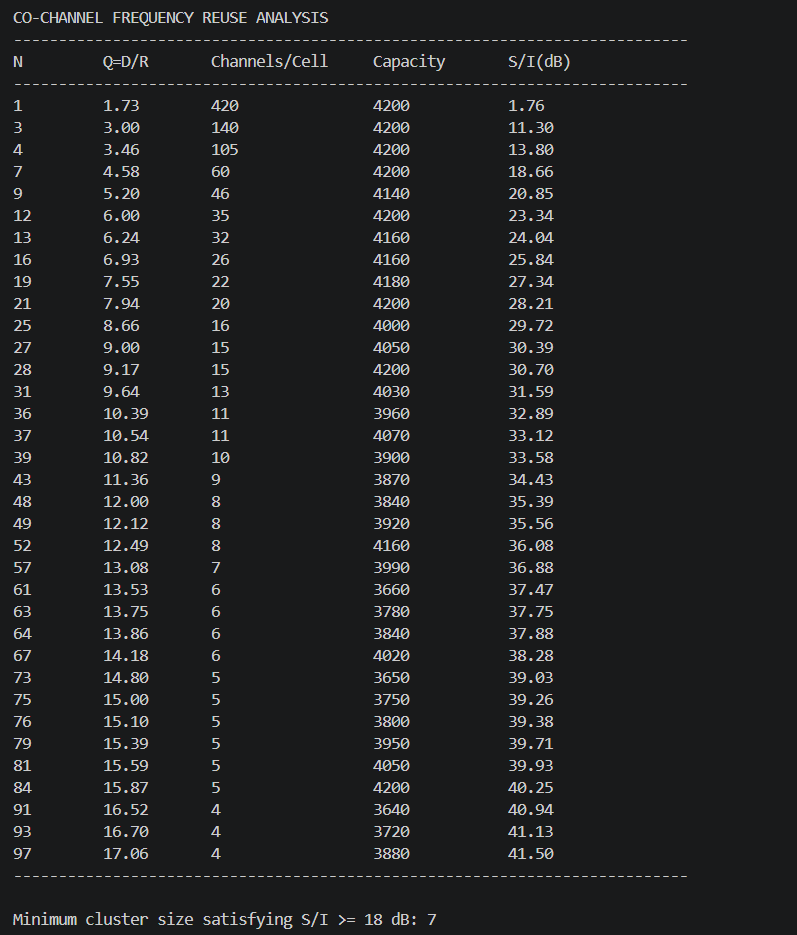 CO-CHANNEL FREQUENCY REUSE ANALYSIS
---------------------------------------------------------------------------
N         Q=D/R       Channels/Cell     Capacity       S/I(dB)
---------------------------------------------------------------------------
1         1.73        420               4200           1.76
3         3.00        140               4200           11.30
4         3.46        105               4200           13.80
7         4.58        60                4200           18.66
9         5.20        46                4140           20.85
12        6.00        35                4200           23.34
13        6.24        32                4160           24.04
16        6.93        26                4160           25.84
19        7.55        22                4180           27.34
21        7.94        20                4200           28.21
25        8.66        16                4000           29.72
27        9.00        15                4050           30.39
28        9.17        15                4200           30.70
31        9.64        13                4030           31.59
36        10.39       11                3960           32.89
37        10.54       11                4070           33.12
39        10.82       10                3900           33.58
43        11.36       9                 3870           34.43
48        12.00       8                 3840           35.39
49        12.12       8                 3920           35.56
52        12.49       8                 4160           36.08
57        13.08       7                 3990           36.88
61        13.53       6                 3660           37.47
63        13.75       6                 3780           37.75
64        13.86       6                 3840           37.88
67        14.18       6                 4020           38.28
73        14.80       5                 3650           39.03
75        15.00       5                 3750           39.26
76        15.10       5                 3800           39.38
79        15.39       5                 3950           39.71
81        15.59       5                 4050           39.93
84        15.87       5                 4200           40.25
91        16.52       4                 3640           40.94
93        16.70       4                 3720           41.13
97        17.06       4                 3880           41.50
---------------------------------------------------------------------------
Minimum cluster size satisfying S/I >= 18 dB: 7